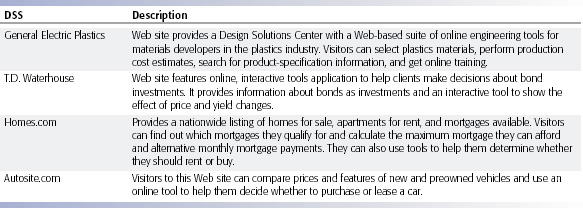 DSS Description
General Electric Plastics Web site provides a Design Solutions Center with a Web-based suite of online engineering tools for
materials developers in the plastics industry. Visitors can select plastics materials, perform production
cost estimates, search for product-specification information, and get online training.
T.D. Waterhouse Web site features online, interactive tools application to help clients make decisions about bond
investments. It provides information about bonds as investments and an interactive tool to show the
effect of price and yield changes.
Homes.com Provides a nationwide listing of homes for sale, apartments for rent, and mortgages available. Visitors
can find out which mortgages they qualify for and calculate the maximum mortgage they can afford
and alternative monthly mortgage payments. They can also use tools to help them determine whether
they should rent or buy.
Autosite.com Visitors to this Web site can compare prices and features of new and preowned vehicles and use an
online tool to help them decide whether to purchase or lease a car.